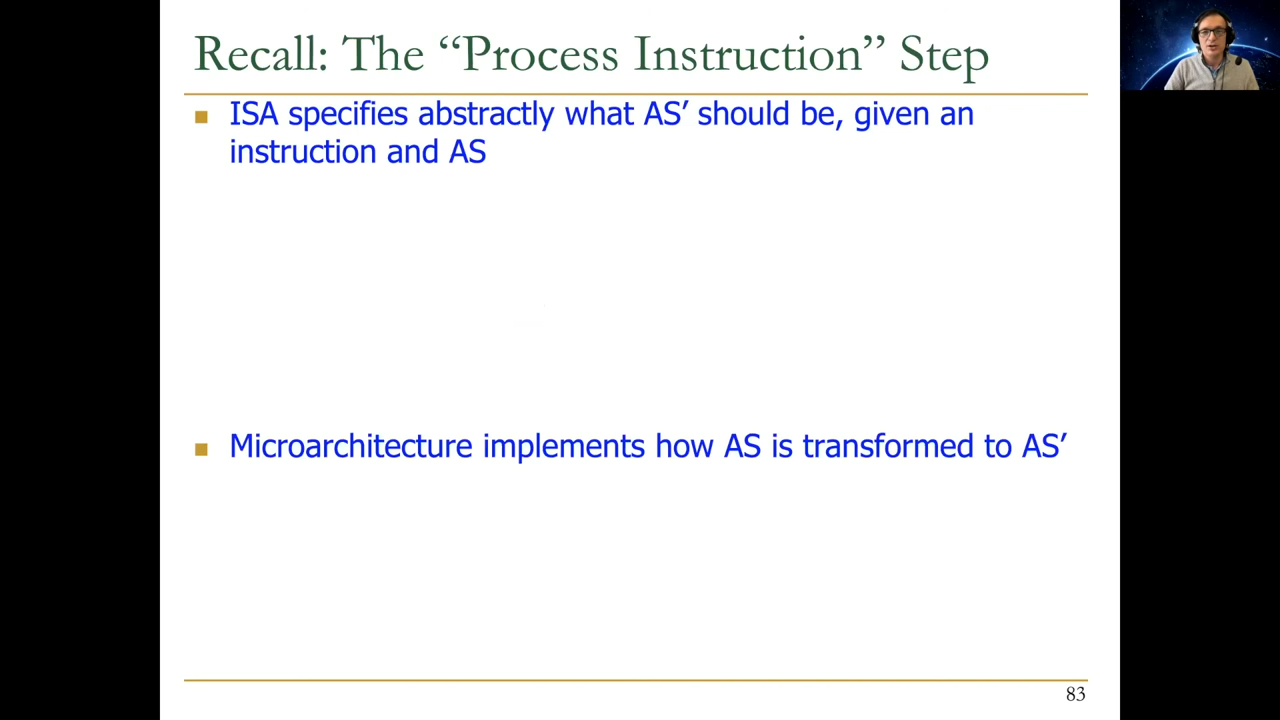 Recall: The “Process Instruction” Step
ISA specifies abstractly what AS’ should be, given an
instruction and AS
Microarchitecture implements how AS is transformed to AS’
83